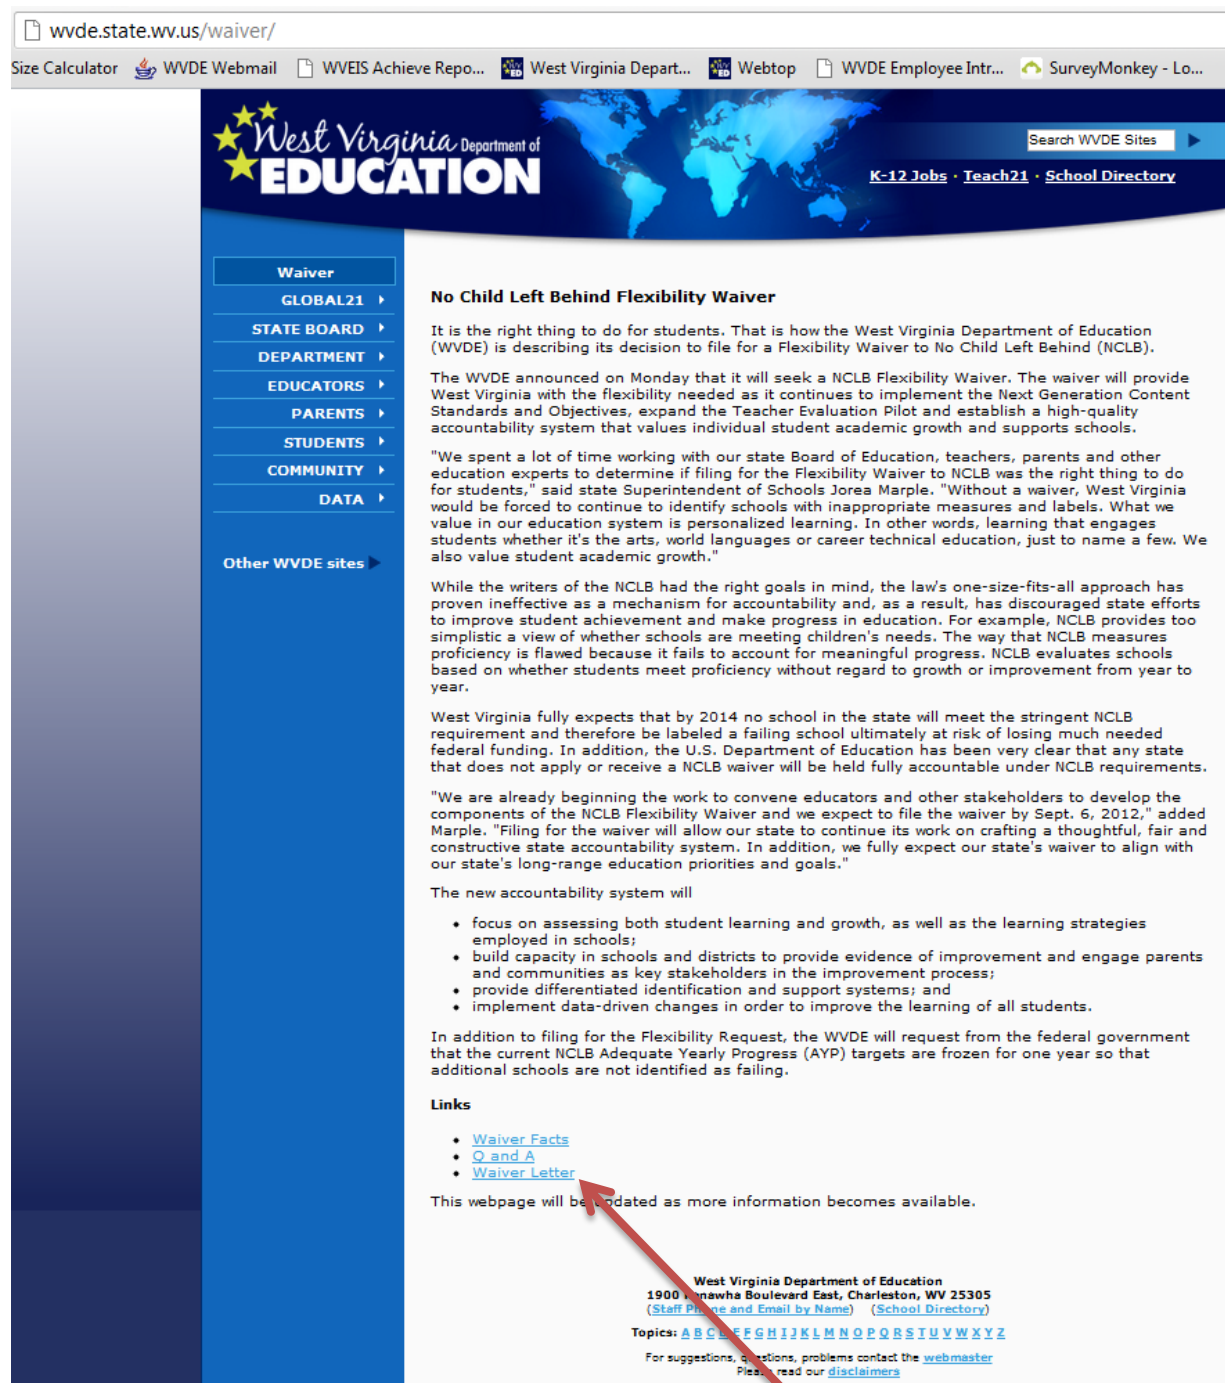 wvde.state.wv.us/waiver/
Size Calculator WVDE Webmail WVEIS Achieve Repo... West Virginia Depart... Webtop WVDE Employee Intr... SurveyMonkey - Lo...
West Virginia Department of
EDUCATION
Search WVDE Sites
K-12 Jobs · Teach21 · School Directory
Waiver
GLOBAL21
STATE BOARD
DEPARTMENT
EDUCATORS
PARENTS
STUDENTS
COMMUNITY
DATA
Other WVDE sites
No Child Left Behind Flexibility Waiver
It is the right thing to do for students. That is how the West Virginia Department of Education
(WVDE) is describing its decision to file for a Flexibility Waiver to No Child Left Behind (NCLB).
The WVDE announced on Monday that it will seek a NCLB Flexibility Waiver. The waiver will provide
West Virginia with the flexibility needed as it continues to implement the Next Generation Content
Standards and Objectives, expand the Teacher Evaluation Pilot and establish a high-quality
accountability system that values individual student academic growth and supports schools.
"We spent a lot of time working with our state Board of Education, teachers, parents and other
education experts to determine if filing for the Flexibility Waiver to NCLB was the right thing to do
for students," said state Superintendent of Schools Jorea Marple. "Without a waiver, West Virginia
would be forced to continue to identify schools with inappropriate measures and labels. What we
value in our education system is personalized learning. In other words, learning that engages
students whether it's the arts, world languages or career technical education, just to name a few. We
also value student academic growth."
While the writers of the NCLB had the right goals in mind, the law's one-size-fits-all approach has
proven ineffective as a mechanism for accountability and, as a result, has discouraged state efforts
to improve student achievement and make progress in education. For example, NCLB provides too
simplistic a view of whether schools are meeting children's needs. The way that NCLB measures
proficiency is flawed because it fails to account for meaningful progress. NCLB evaluates schools
based on whether students meet proficiency without regard to growth or improvement from year to
year.
West Virginia fully expects that by 2014 no school in the state will meet the stringent NCLB
requirement and therefore be labeled a failing school ultimately at risk of losing much needed
federal funding. In addition, the U.S. Department of Education has been very clear that any state
that does not apply or receive a NCLB waiver will be held fully accountable under NCLB requirements.
"We are already beginning the work to convene educators and other stakeholders to develop the
components of the NCLB Flexibility Waiver and we expect to file the waiver by Sept. 6, 2012," added
Marple. "Filing for the waiver will allow our state to continue its work on crafting a thoughtful, fair and
constructive state accountability system. In addition, we fully expect our state's waiver to align with
our state's long-range education priorities and goals."
The new accountability system will
• focus on assessing both student learning and growth, as well as the learning strategies
employed in schools;
• build capacity in schools and districts to provide evidence of improvement and engage parents
and communities as key stakeholders in the improvement process;
• provide differentiated identification and support systems; and
• implement data-driven changes in order to improve the learning of all students.
In addition to filing for the Flexibility Request, the WVDE will request from the federal government
that the current NCLB Adequate Yearly Progress (AYP) targets are frozen for one year so that
additional schools are not identified as failing.
Links
• Waiver Facts
• Q and A
• Waiver Letter
This webpage will be updated as more information becomes available.
West Virginia Department of Education
1900 Kanawha Boulevard East, Charleston, WV 25305
(Staff Phone and Email by Name) (School Directory)
Topics: A B C D E F G H I J K L M N O P Q R S T U V W X Y Z
For suggestions, questions, problems contact the webmaster
Please read our disclaimers